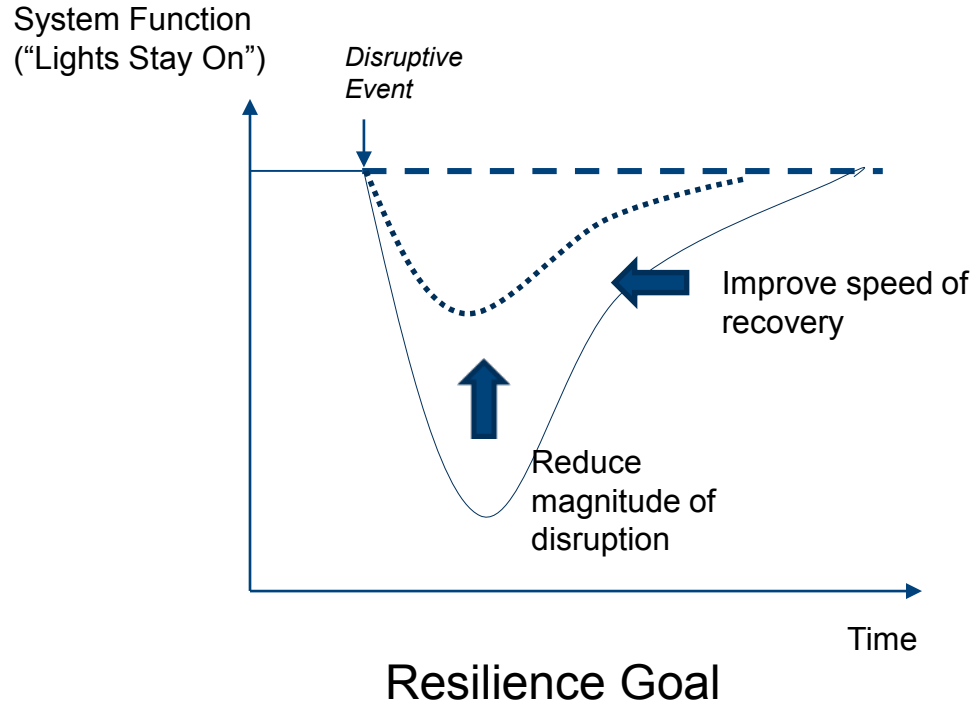 System Function
(“Lights Stay On”)
Disruptive
Event
Improve speed of
recovery
Reduce
magnitude of
disruption
Time
Resilience Goal